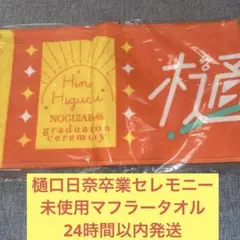 Hina
Higuchi
NOGIZAKA46
graduation
ceremony
樋
樋口日奈卒業セレモニー
未使用マフラータオル
24時間以内発送